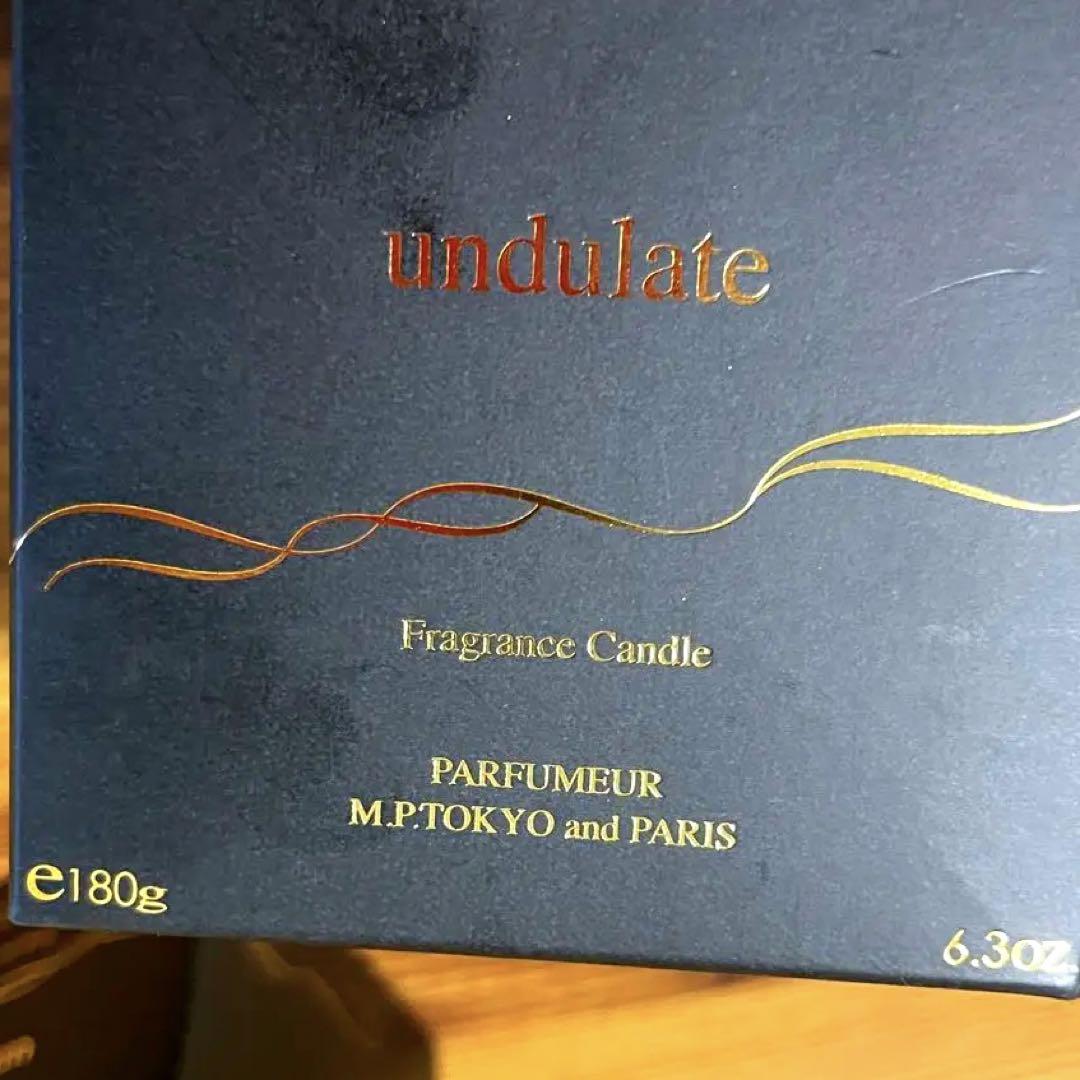 undulate
Fragrance Candle
PARFUMEUR
M.P.TOKYO and PARIS
e180g
6.3oz